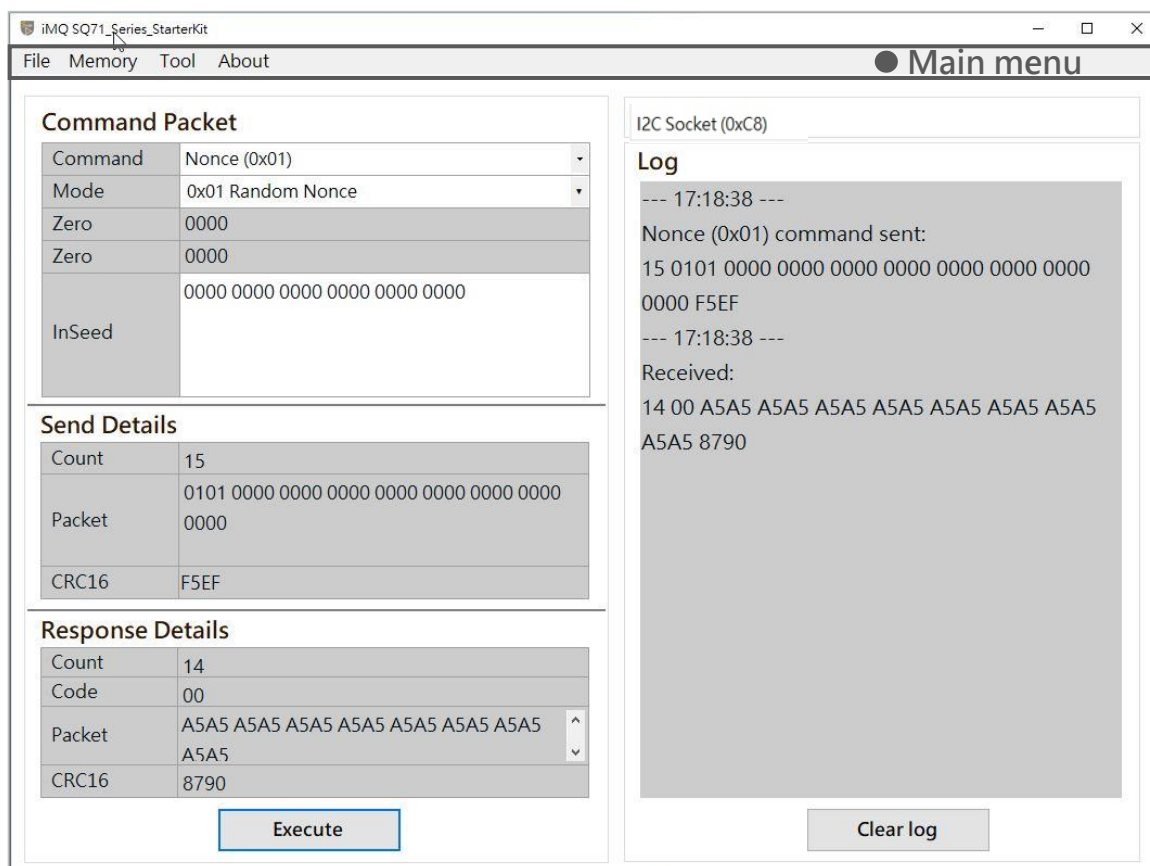 iMQ SQ71_Series_StarterKit
File Memory Tool About
● Main menu
Command Packet
Command Nonce (0x01)
Mode 0x01 Random Nonce
Zero 0000
Zero 0000
InSeed 0000 0000 0000 0000 0000 0000
Send Details
Count 15
Packet 0101 0000 0000 0000 0000 0000 0000 0000
0000
CRC16 F5EF
Response Details
Count 14
Code 00
Packet A5A5 A5A5 A5A5 A5A5 A5A5 A5A5 A5A5
A5A5
CRC16 8790
Execute
I2C Socket (0xC8)
Log
--- 17:18:38 ---
Nonce (0x01) command sent:
15 0101 0000 0000 0000 0000 0000 0000 0000
0000 F5EF
--- 17:18:38 ---
Received:
14 00 A5A5 A5A5 A5A5 A5A5 A5A5 A5A5 A5A5
A5A5 8790
Clear log